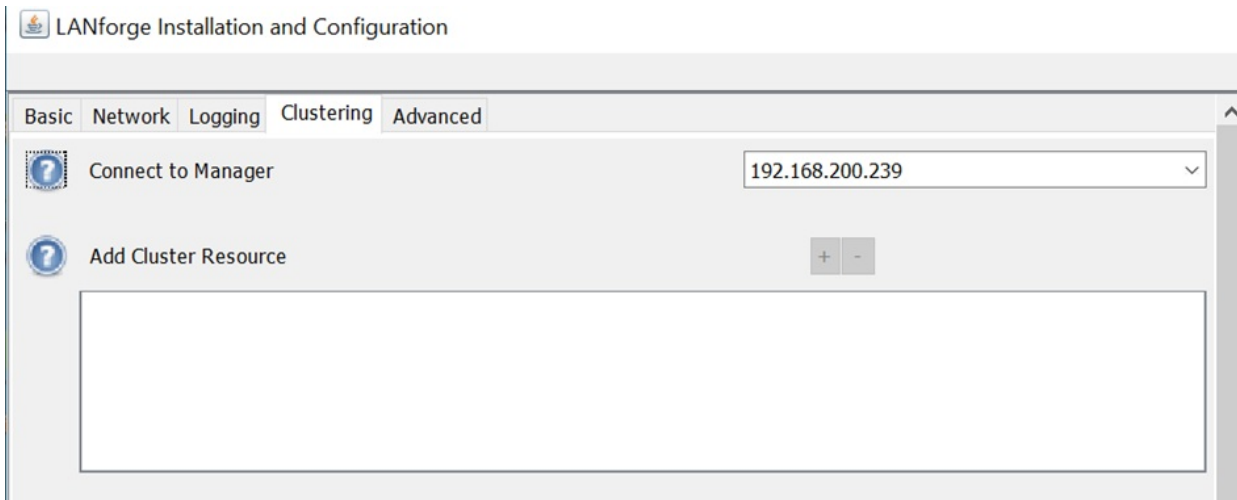 LANforge Installation and Configuration
Basic Network Logging Clustering Advanced
? Connect to Manager 192.168.200.239
? Add Cluster Resource + -